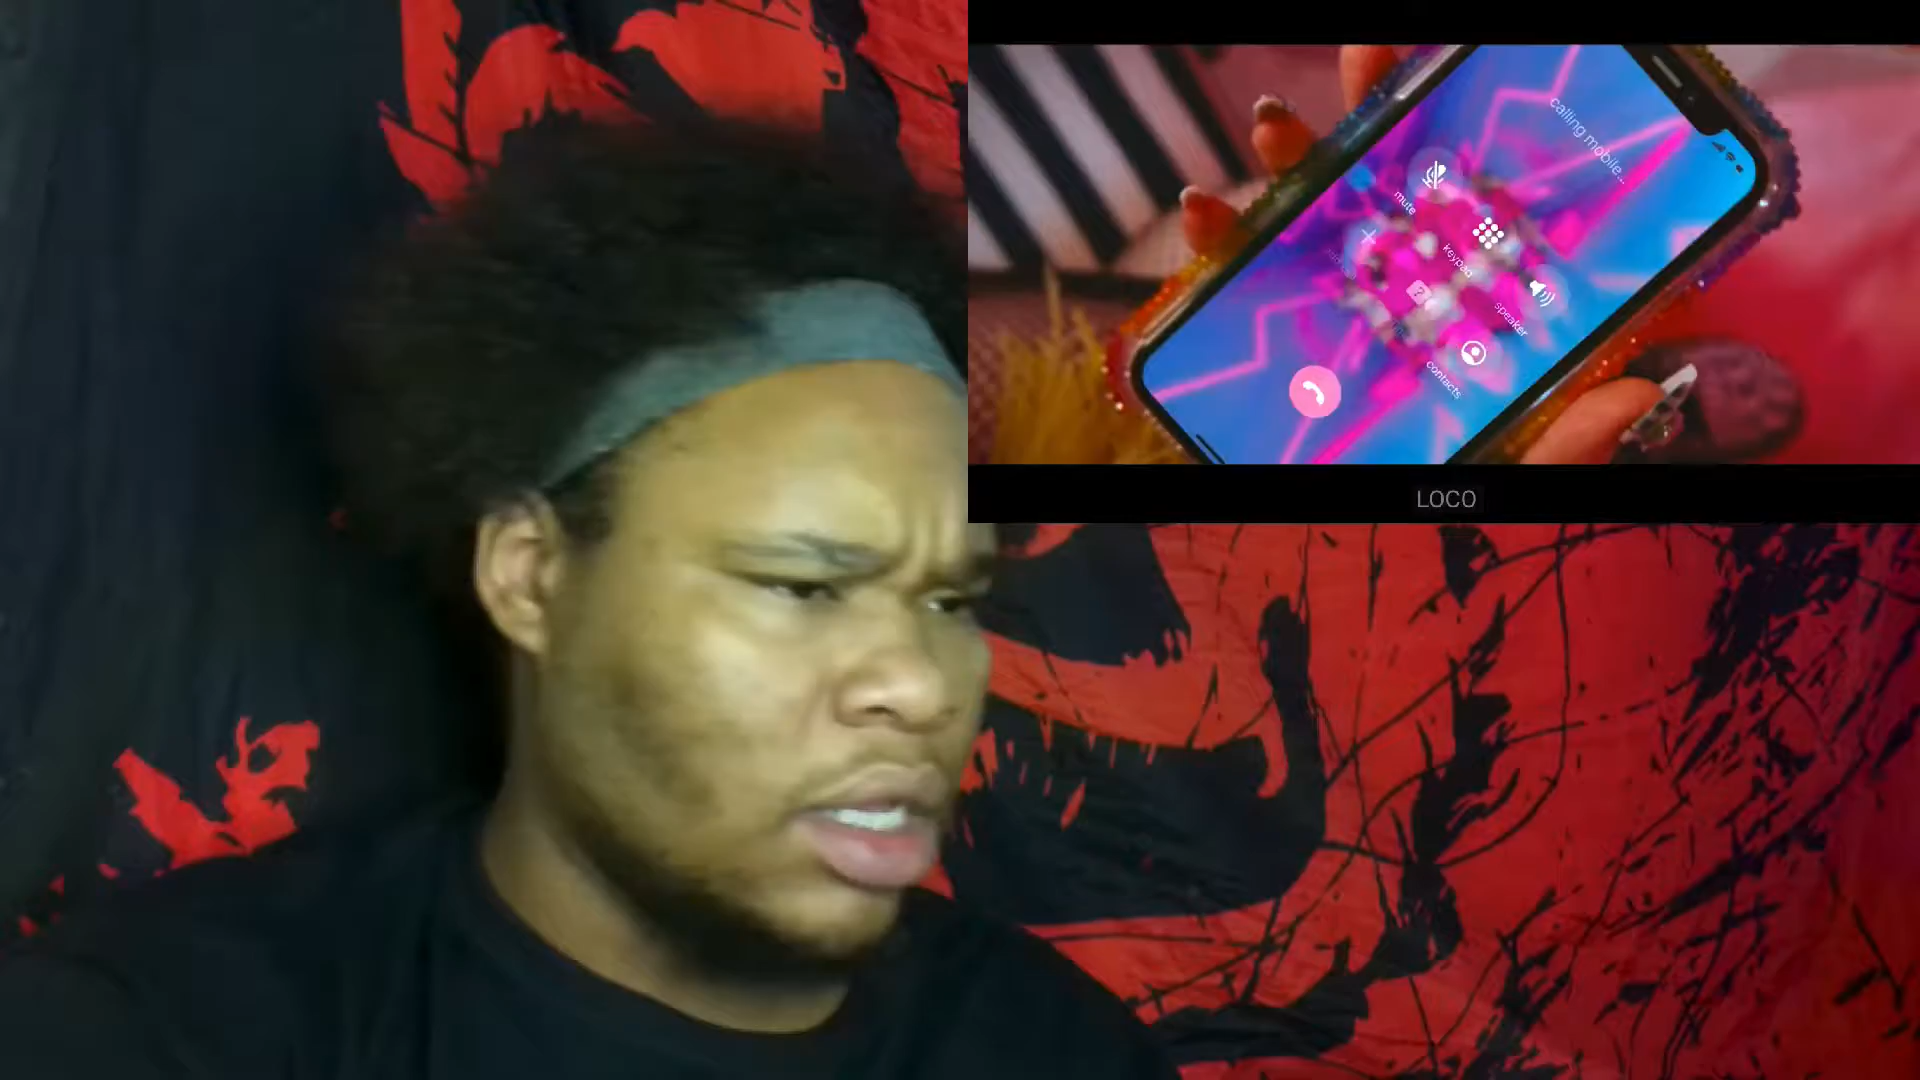 calling mobile...
mute
keypad
speaker
contacts
LOCO